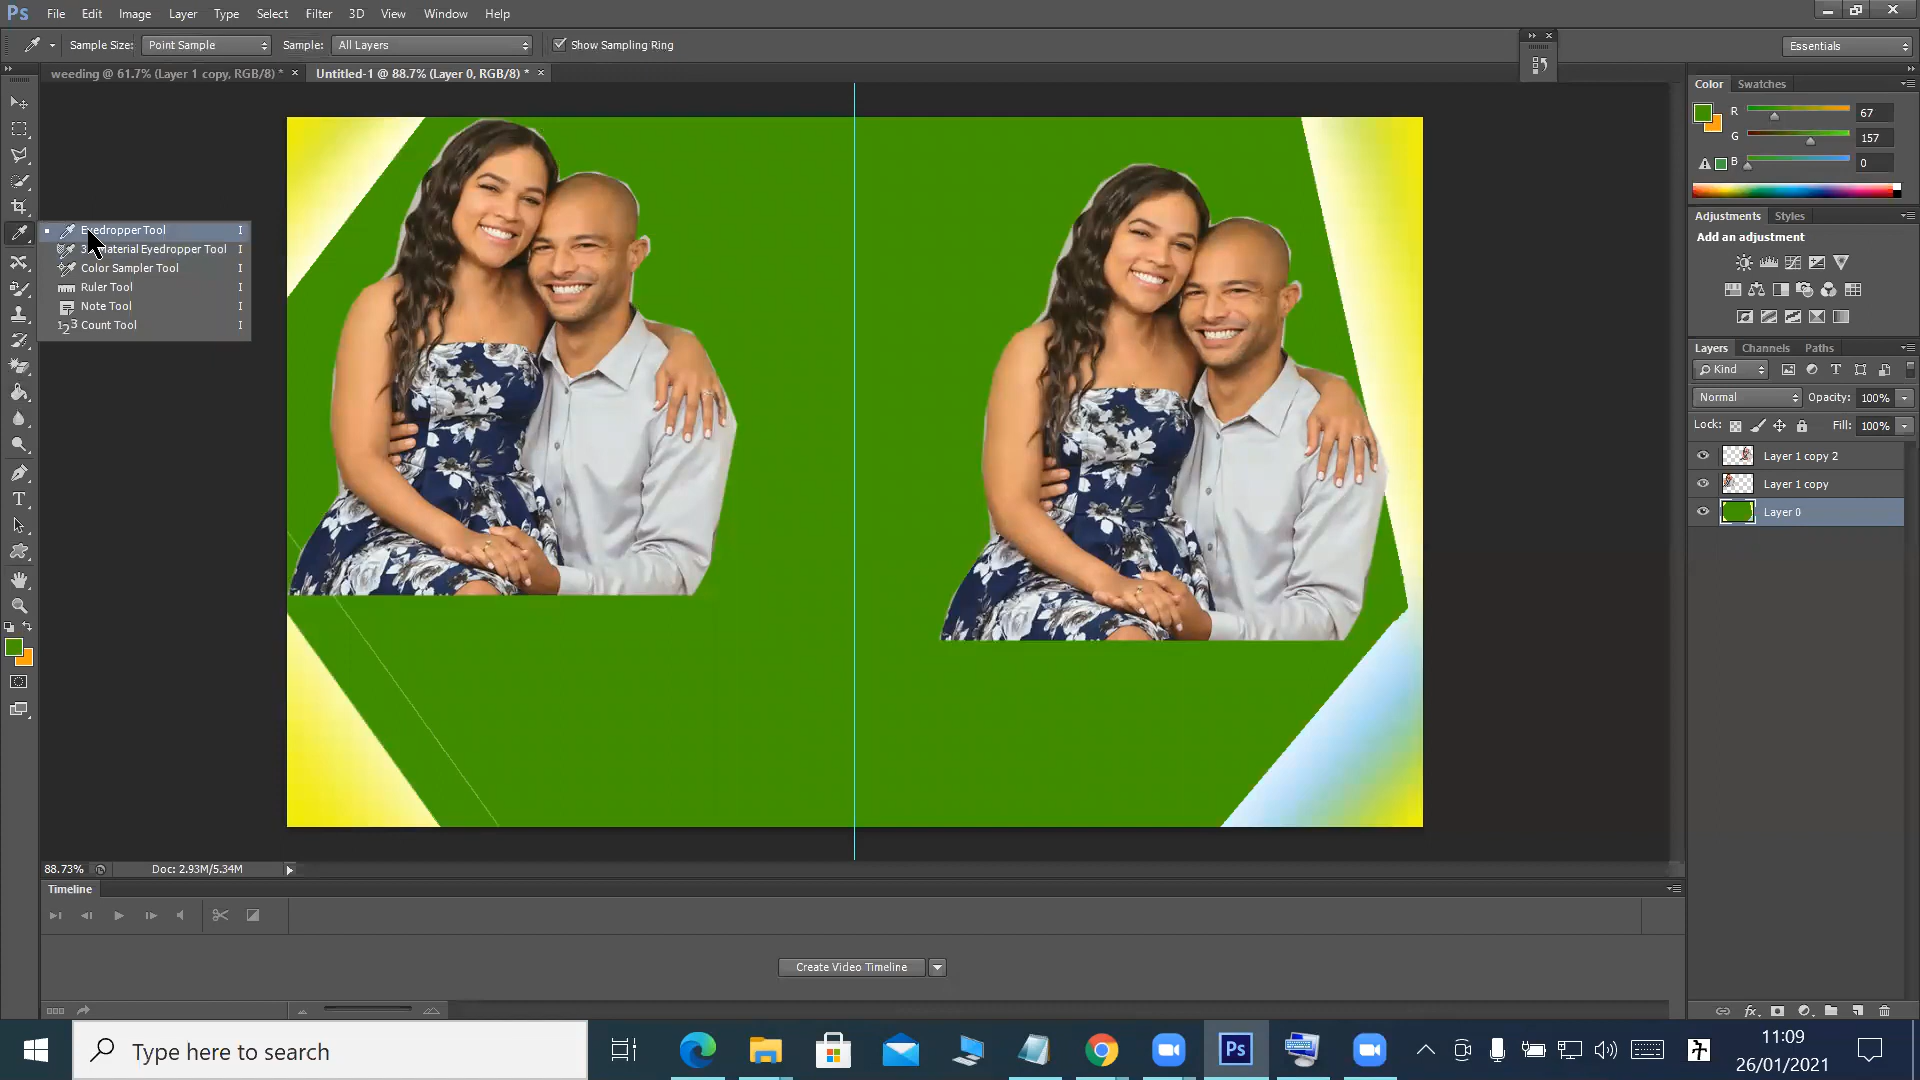 Ps File Edit Image Layer Type Select Filter 3D View Window Help
Sample Size: Point Sample Sample: All Layers Show Sampling Ring Essentials
weeding @ 61.7% (Layer 1 copy, RGB/8) * × Untitled-1 @ 88.7% (Layer 0, RGB/8) * ×
Color Swatches
R 67
G 157
B 0
Adjustments Styles
Add an adjustment
Eyedropper Tool I
Material Eyedropper Tool I
Color Sampler Tool I
Ruler Tool I
Note Tool I
Count Tool I
Layers Channels Paths
Kind
Normal Opacity: 100%
Lock: Fill: 100%
Layer 1 copy 2
Layer 1 copy
Layer 0
88.73% Doc: 2.93M/5.34M
Timeline
Create Video Timeline
Type here to search
Ps
11:09
26/01/2021